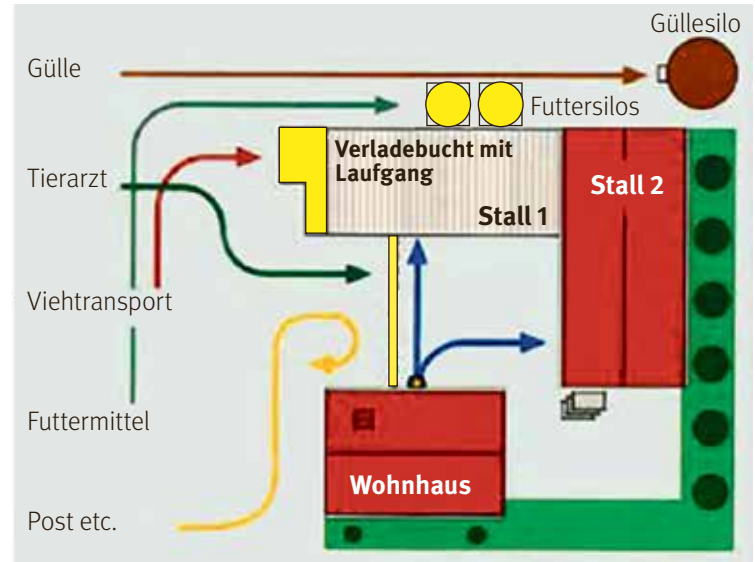 Güllesilo
Gülle
Futtersilos
Verladebucht mit
Laufgang
Tierarzt
Stall 2
Stall 1
Viehtransport
Futtermittel
Wohnhaus
Post etc.